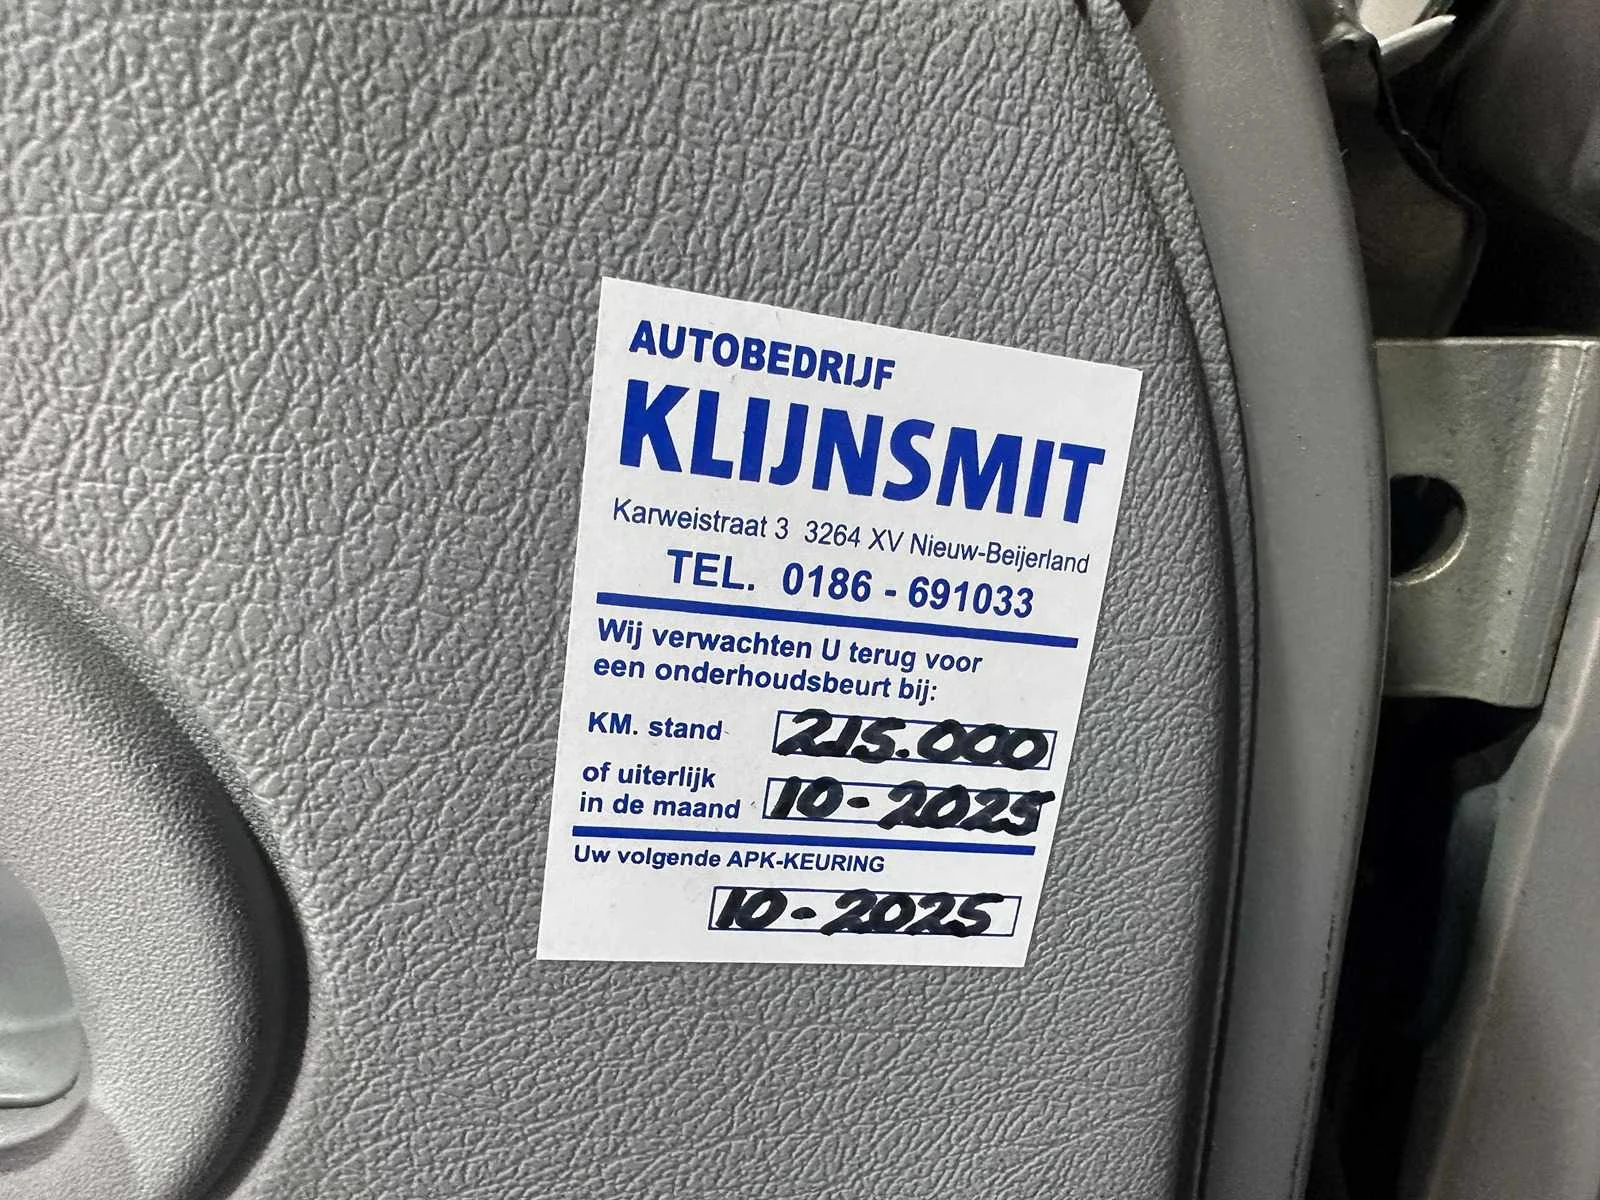 AUTOBEDRIJF
KLIJNSMIT
Karweistraat 3 3264 XV Nieuw-Beijerland
TEL. 0186 - 691033
Wij verwachten U terug voor
een onderhoudsbeurt bij:
KM. stand 215.000
of uiterlijk
in de maand 10-2025
Uw volgende APK-KEURING
10-2025